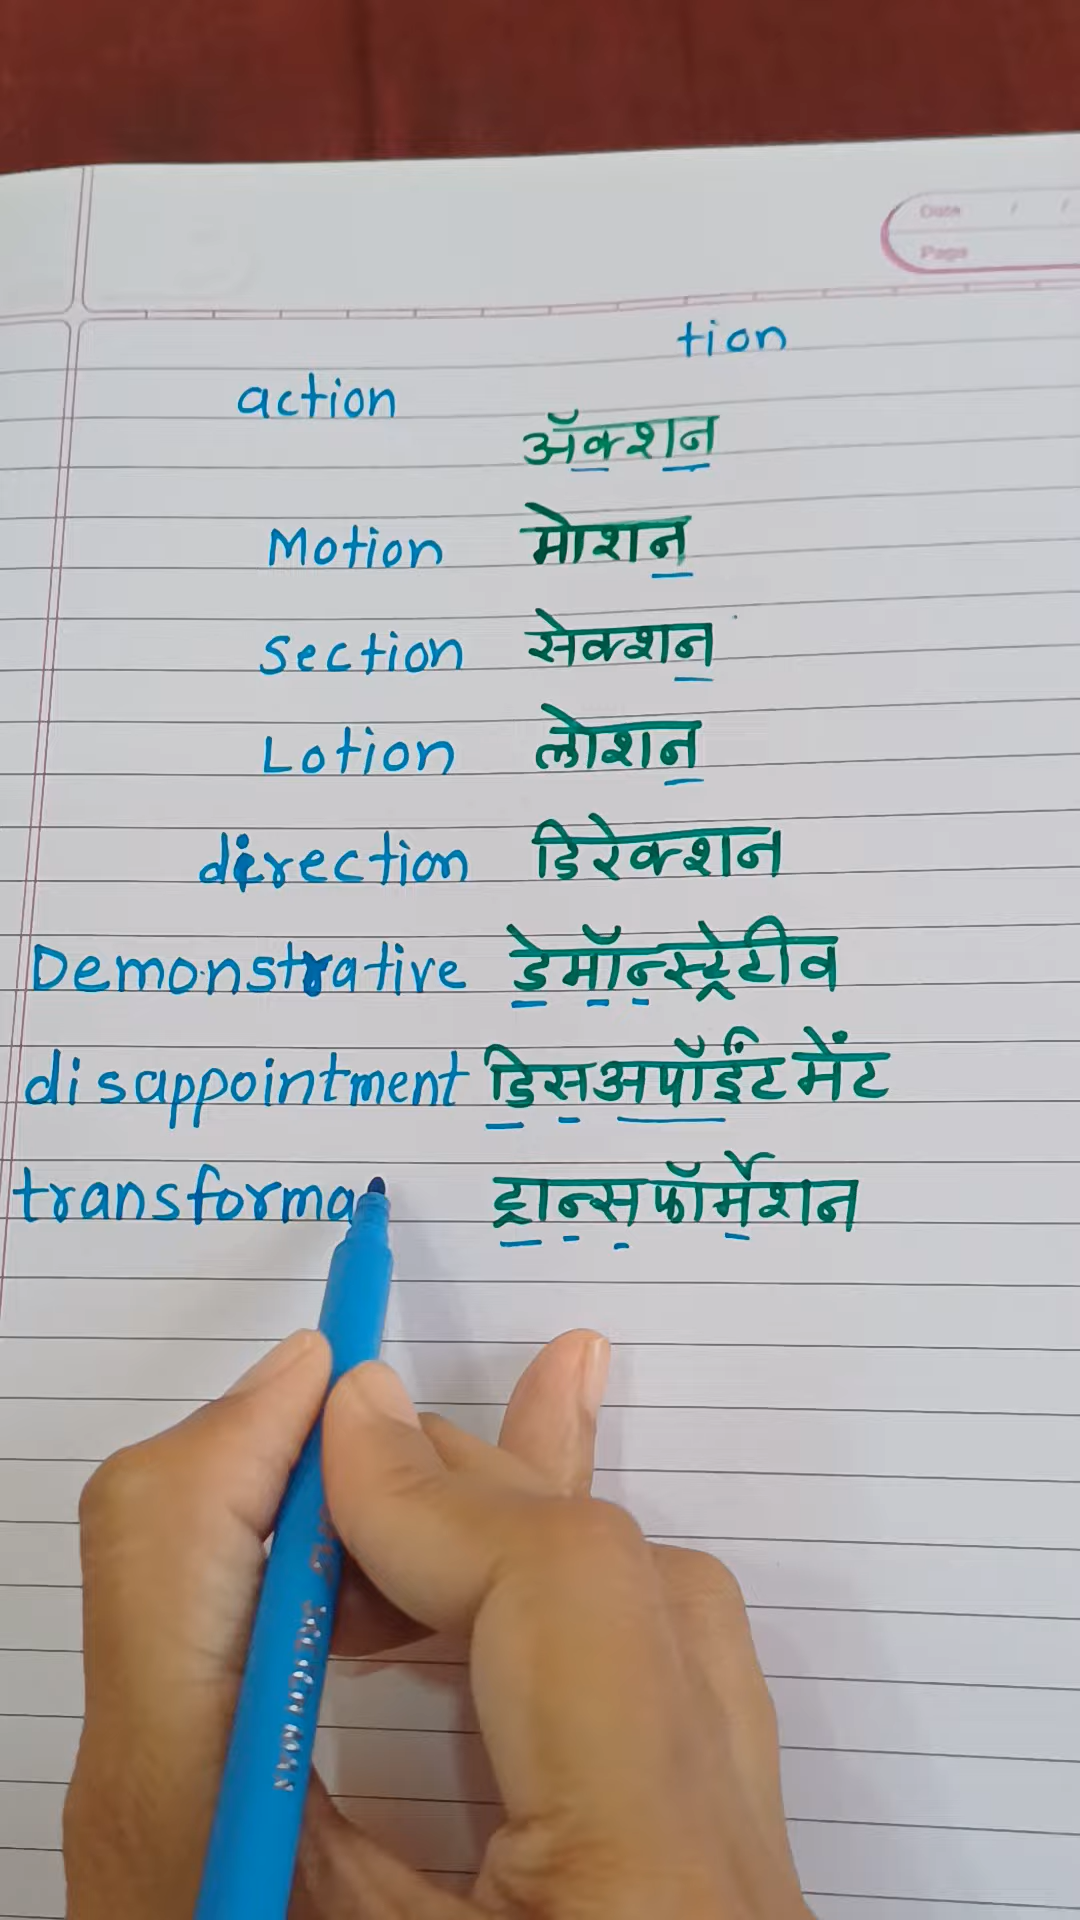 Date / /
Page
tion
action
ॲक्शन
Motion मोशन
Section सेक्शन
Lotion लोशन
direction डिरेक्शन
Demonstrative डेमॉन्स्ट्रेटीव
disappointment डिसअपॉईंटमेंट
transforma ट्रान्सफॉर्मेशन